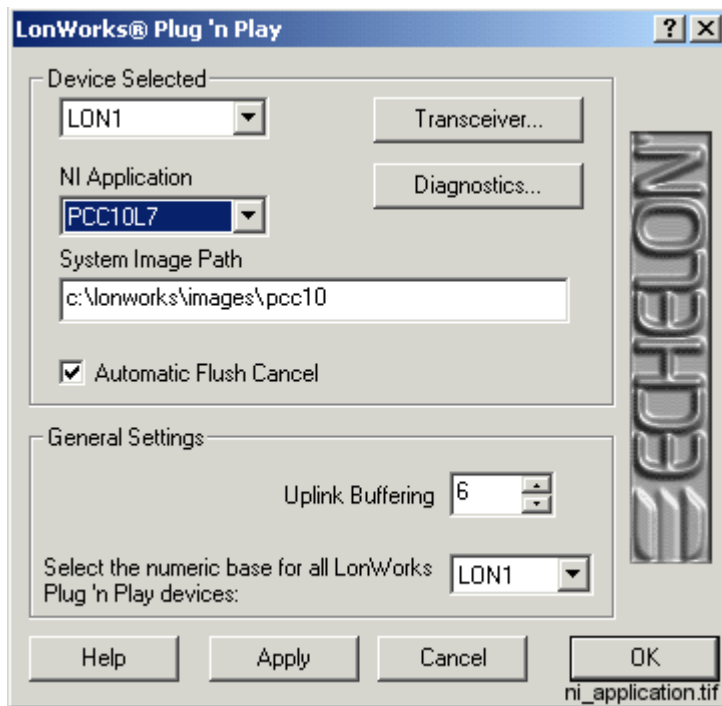 LonWorks® Plug 'n Play
Device Selected
LON1
Transceiver...
NI Application
Diagnostics...
PCC10L7
System Image Path
c:\lonworks\images\pcc10
Automatic Flush Cancel
ECHELON
General Settings
Uplink Buffering
6
Select the numeric base for all LonWorks
Plug 'n Play devices:
LON1
Help
Apply
Cancel
OK
ni_application.tif